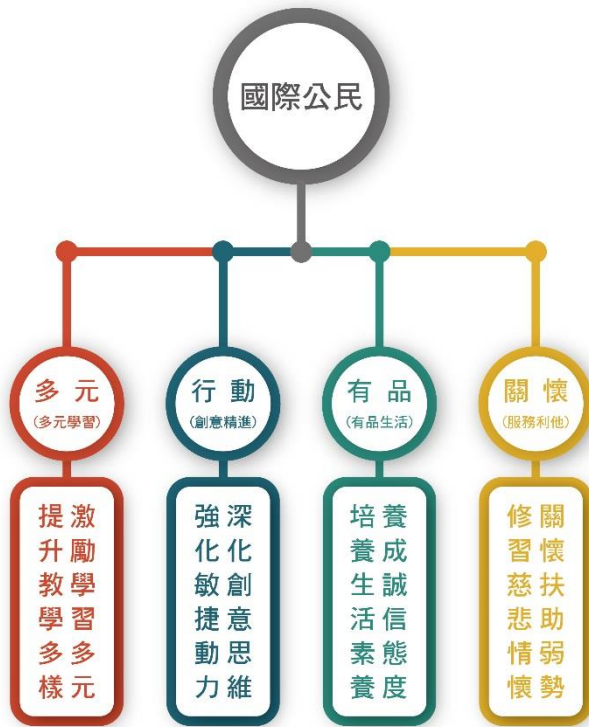 國際公民
多元
(多元學習)
激勵學習多元
提升教學多樣
行動
(創意精進)
深化創意思維
強化敏捷動力
有品
(有品生活)
養成誠信態度
培養生活素養
關懷
(服務利他)
關懷扶助弱勢
修習慈悲情懷